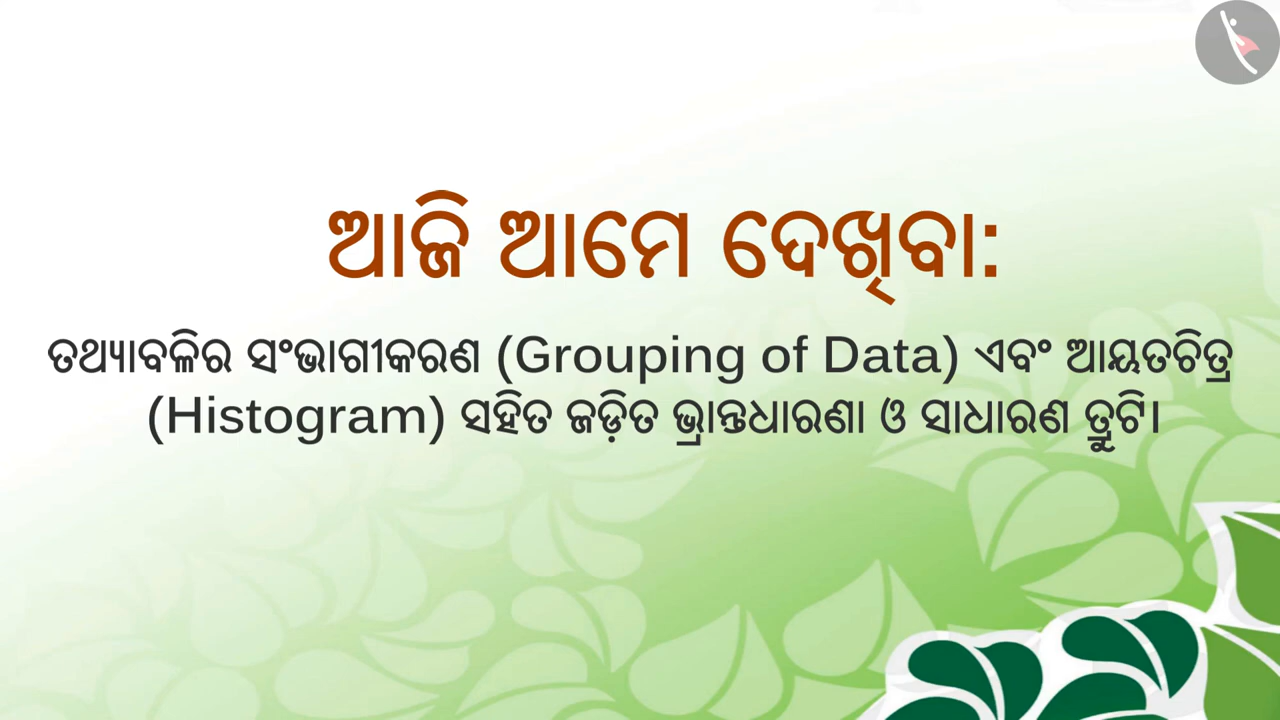 ଆଜି ଆମେ ଦେଖିବା:
ତଥ୍ୟାବଳିର ସଂଭାଗୀକରଣ (Grouping of Data) ଏବଂ ଆୟତଚିତ୍ର
(Histogram) ସହିତ ଜଡ଼ିତ ଭ୍ରାନ୍ତଧାରଣା ଓ ସାଧାରଣ ତ୍ରୁଟି।